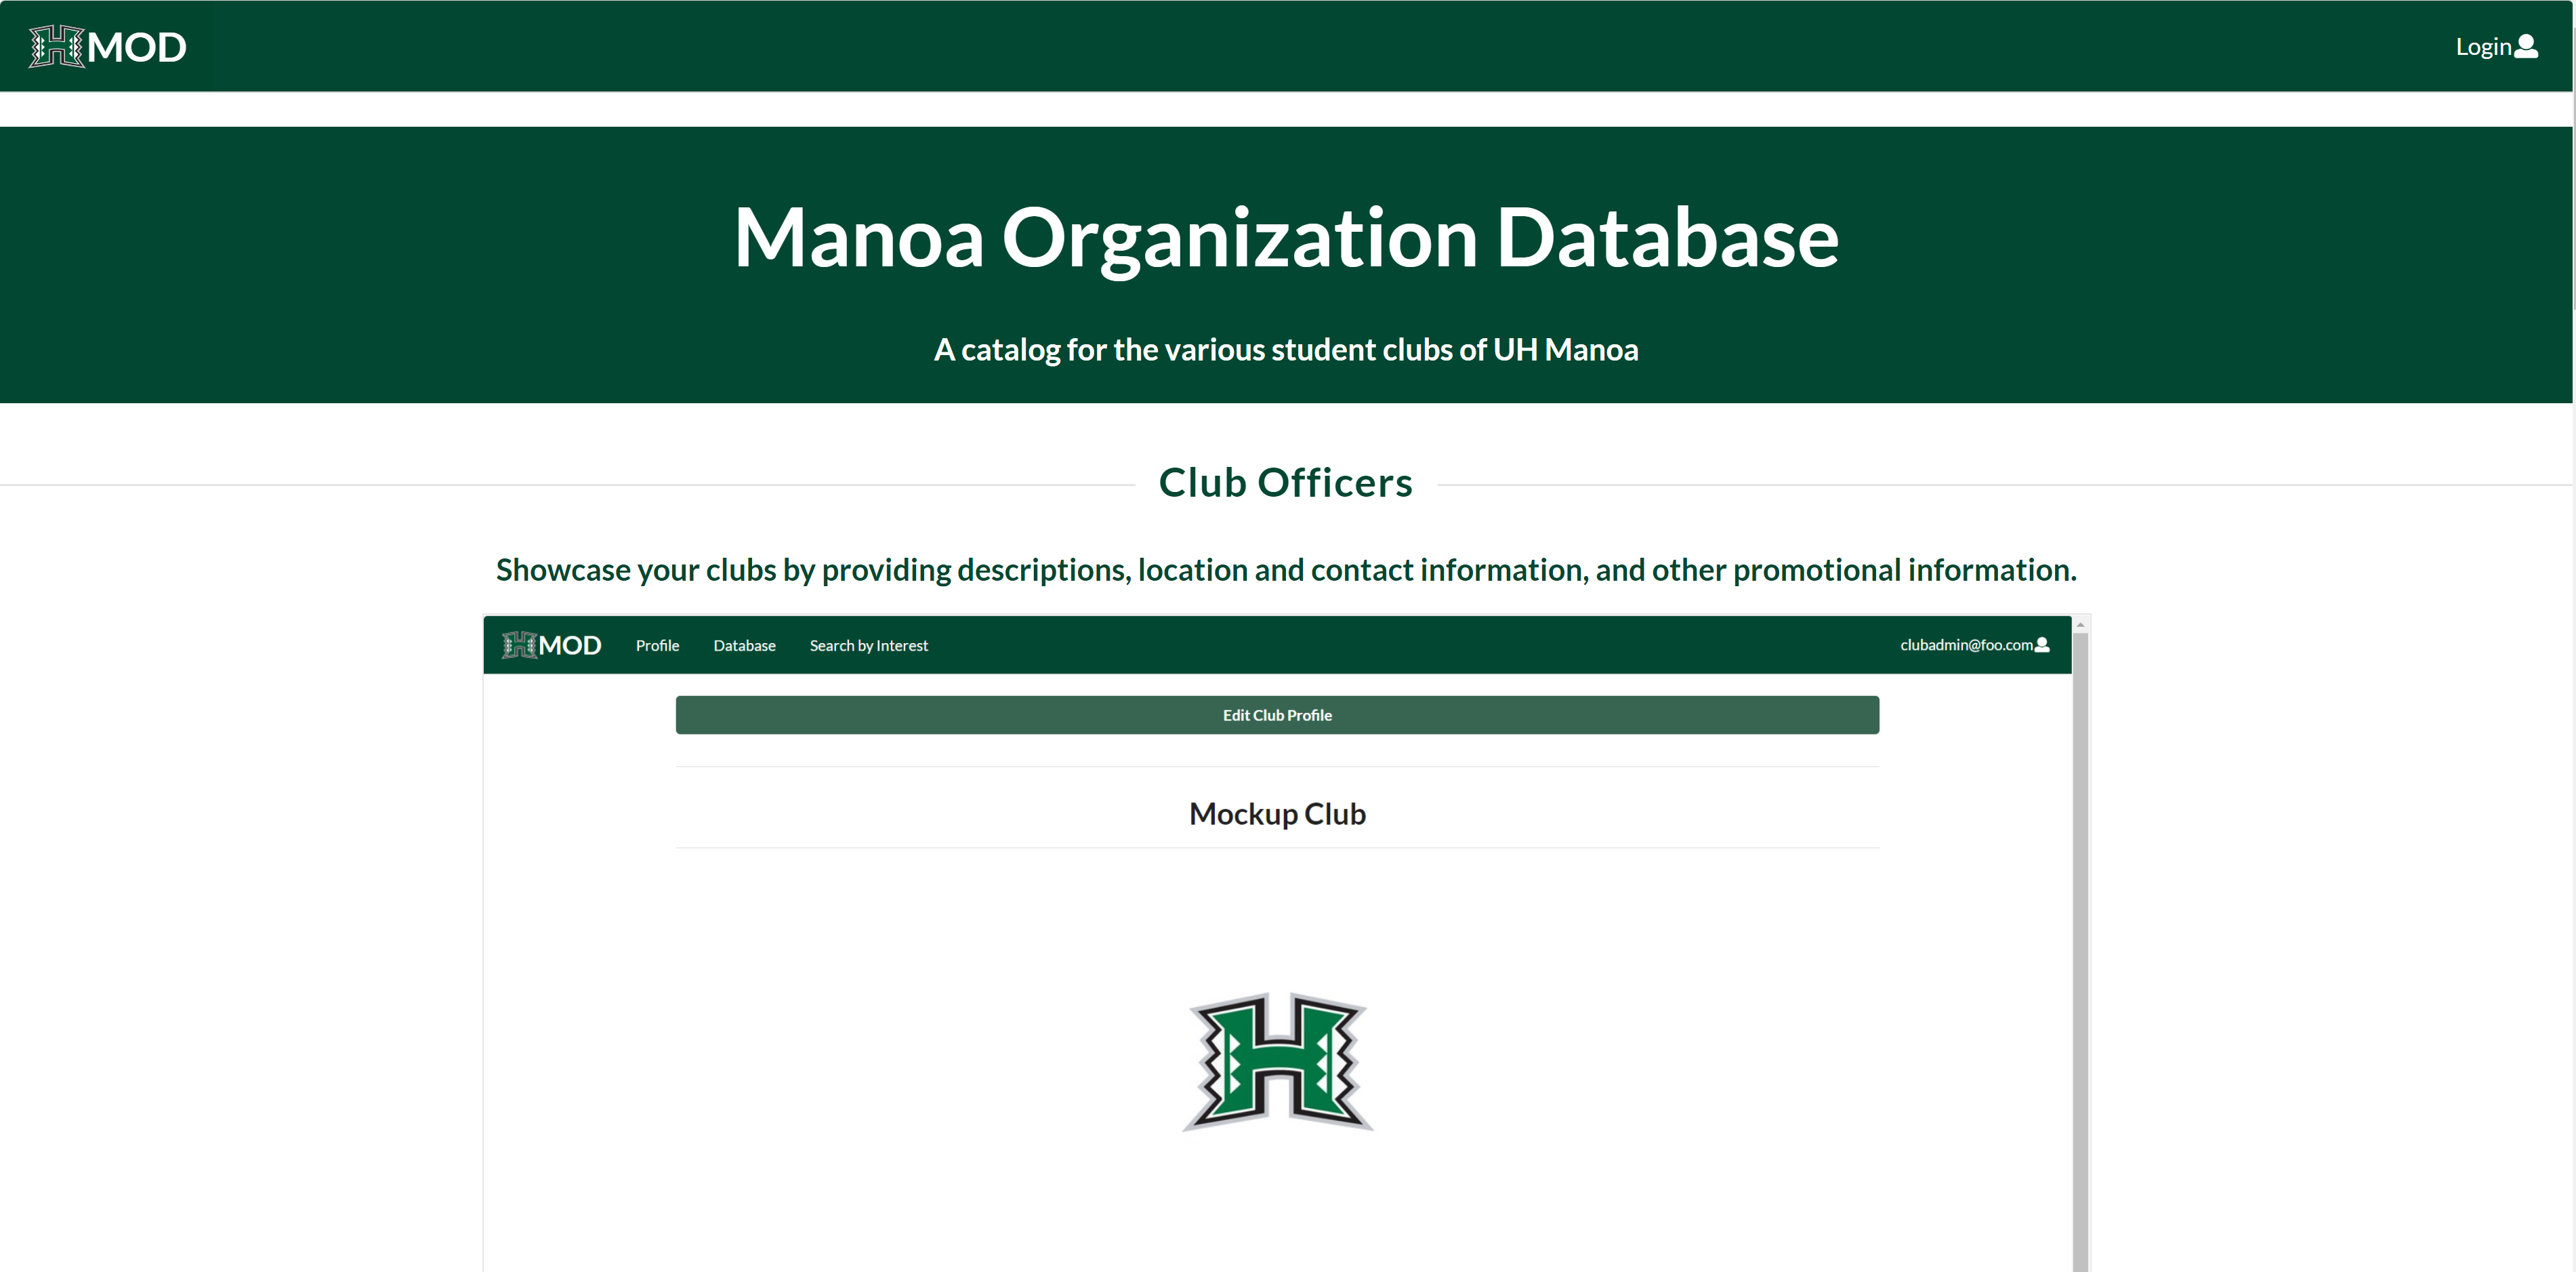 H MOD
Login
Manoa Organization Database
A catalog for the various student clubs of UH Manoa
Club Officers
Showcase your clubs by providing descriptions, location and contact information, and other promotional information.
H MOD Profile Database Search by Interest clubadmin@foo.com
Edit Club Profile
Mockup Club
H